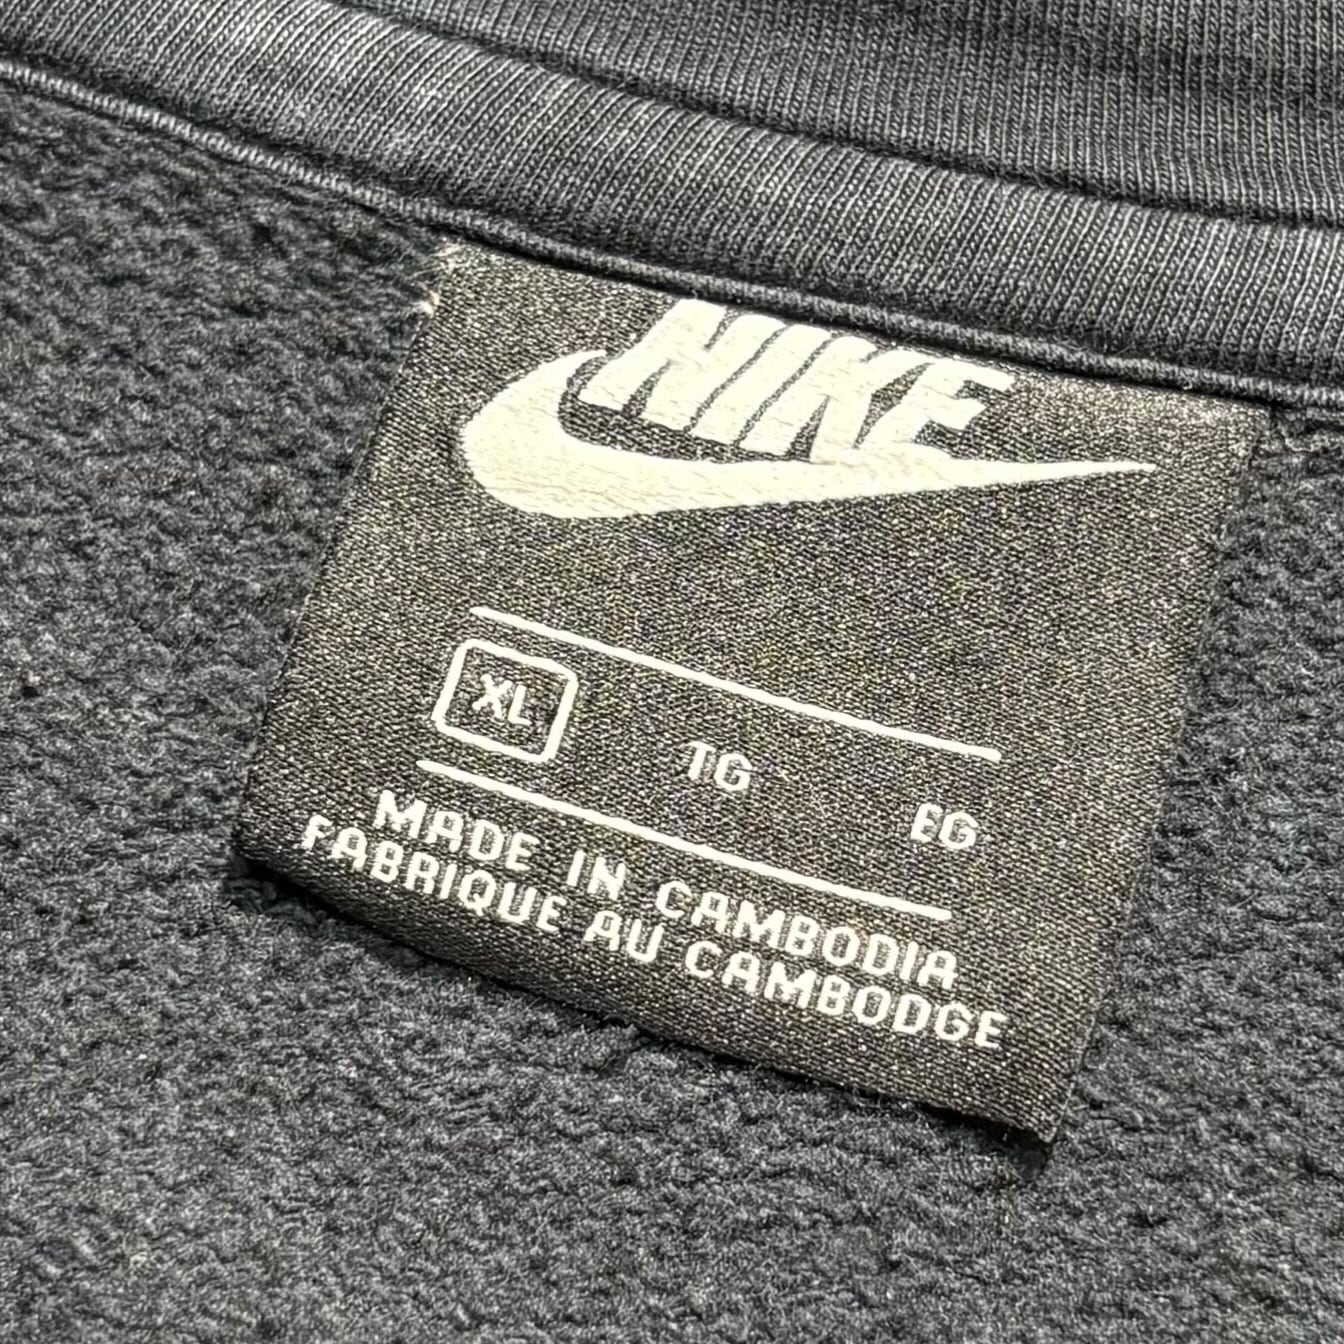 NIKE
XL TG EG
MADE IN CAMBODIA
FABRIQUE AU CAMBODGE